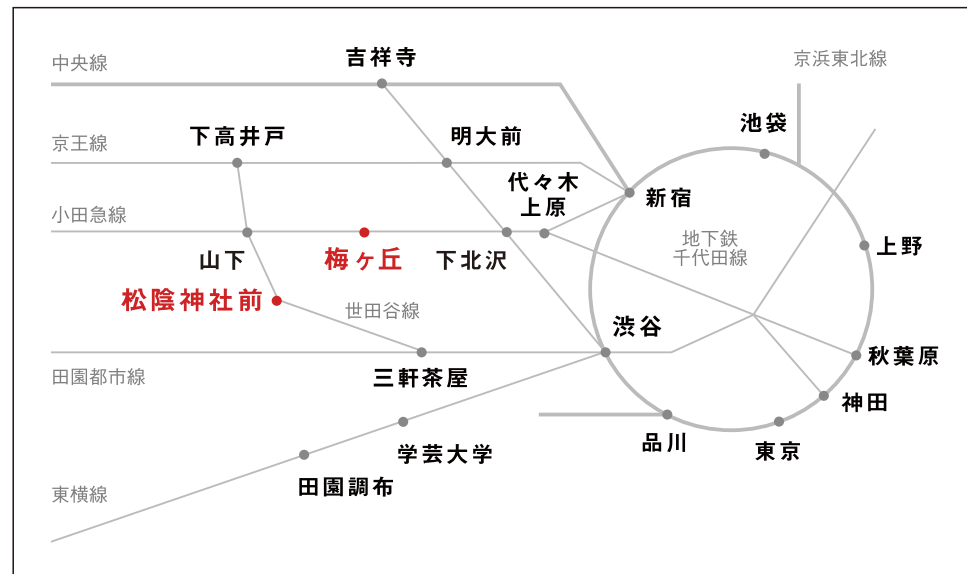 中央線
吉祥寺
京浜東北線
京王線
下高井戸
明大前
池袋
代々木
上原
新宿
小田急線
山下
梅ヶ丘
下北沢
地下鉄
千代田線
上野
松陰神社前
世田谷線
渋谷
秋葉原
田園都市線
三軒茶屋
神田
品川
東京
学芸大学
田園調布
東横線